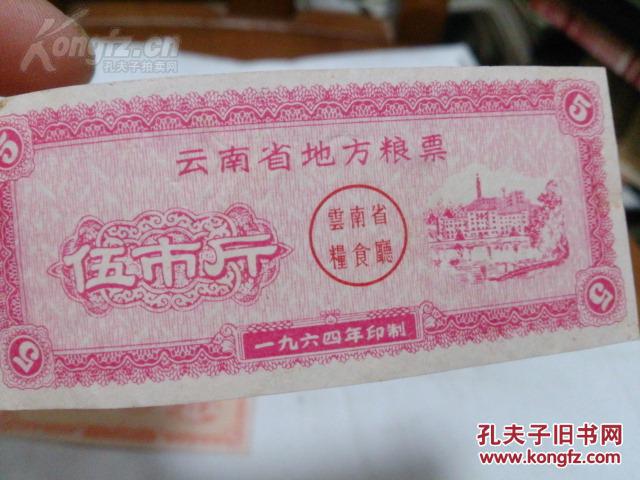 Kongfz.cn
孔夫子拍卖网
5
5
云南省地方粮票
伍市斤
雲南省
糧食廳
一九六四年印制
5
5
孔夫子旧书网
www.kongfz.com